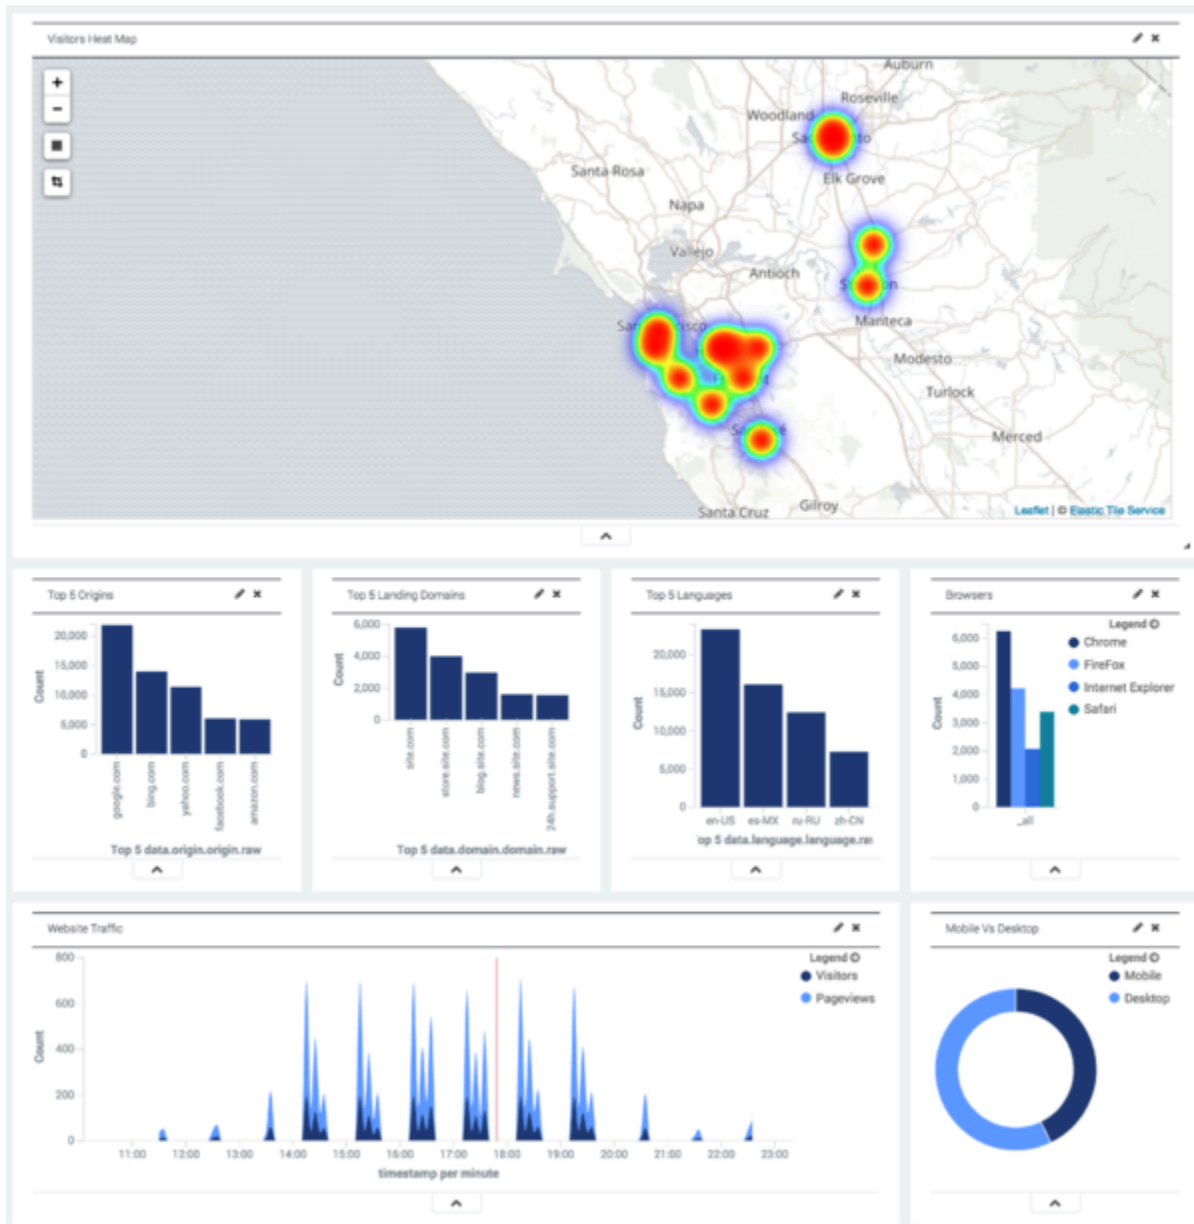 Visitors Heat Map
+
−
Auburn
Roseville
Woodland
Elk Grove
Santa Rosa
Napa
Vallejo
Antioch
Manteca
Modesto
Turlock
Merced
Santa Cruz
Gilroy
Leaflet | © Elastic Tile Service
Top 5 Origins
Count
20,000
15,000
10,000
5,000
0
google.com
bing.com
yahoo.com
facebook.com
amazon.com
Top 5 data.origin.origin.raw
Top 5 Landing Domains
Count
6,000
4,000
2,000
0
site.com
store.site.com
blog.site.com
news.site.com
24h.support.site.com
Top 5 data.domain.domain.raw
Top 5 Languages
Count
20,000
15,000
10,000
5,000
0
en-US
es-MX
ru-RU
zh-CN
op 5 data.language.language.ra
Browsers
Legend
Chrome
FireFox
Internet Explorer
Safari
Count
6,000
5,000
4,000
3,000
2,000
1,000
0
_all
Website Traffic
Legend
Visitors
Pageviews
Count
800
600
400
200
0
11:00
12:00
13:00
14:00
15:00
16:00
17:00
18:00
19:00
20:00
21:00
22:00
23:00
timestamp per minute
Mobile Vs Desktop
Legend
Mobile
Desktop